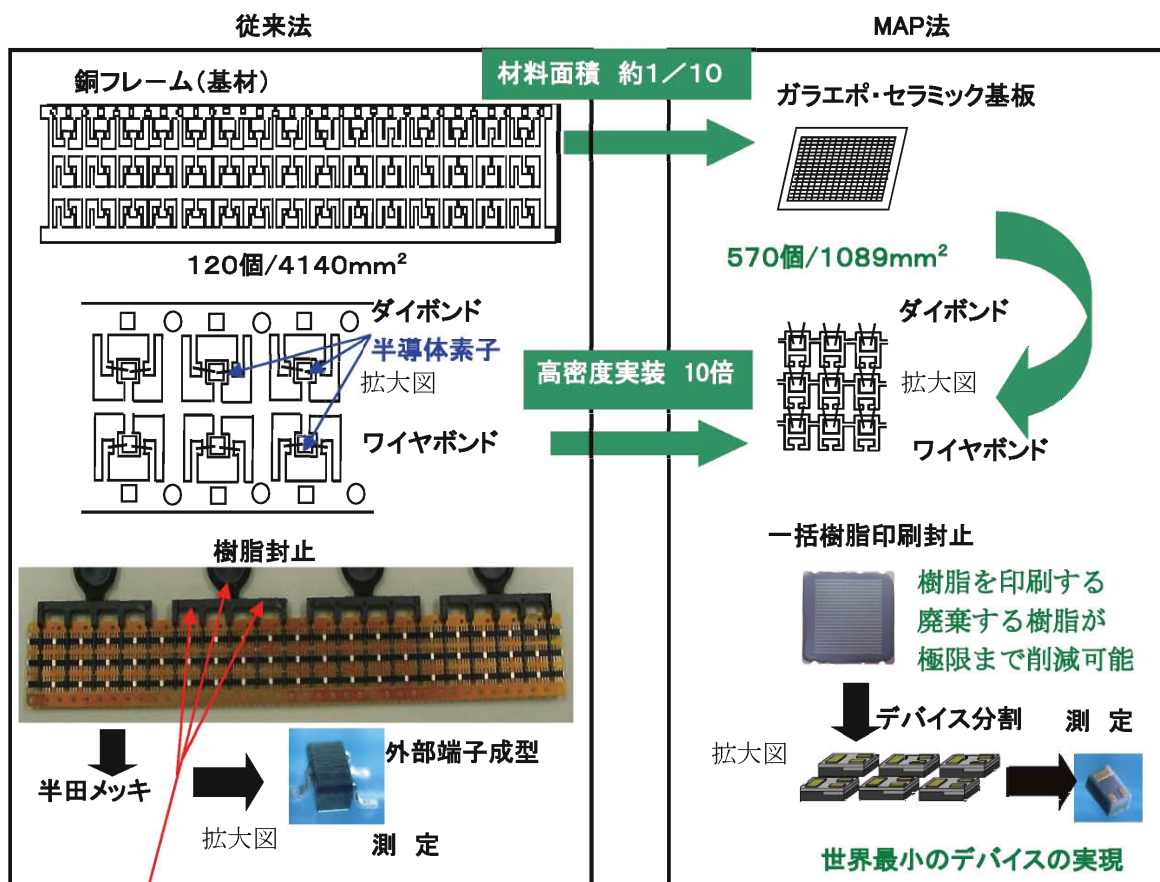 従来法
銅フレーム(基材)
120個/4140mm²
ダイボンド
半導体素子
拡大図
ワイヤボンド
樹脂封止
半田メッキ
拡大図
外部端子成型
測 定
材料面積 約1/10
高密度実装 10倍
MAP法
ガラエポ・セラミック基板
570個/1089mm²
ダイボンド
拡大図
ワイヤボンド
一括樹脂印刷封止
樹脂を印刷する
廃棄する樹脂が
極限まで削減可能
デバイス分割
測 定
拡大図
世界最小のデバイスの実現